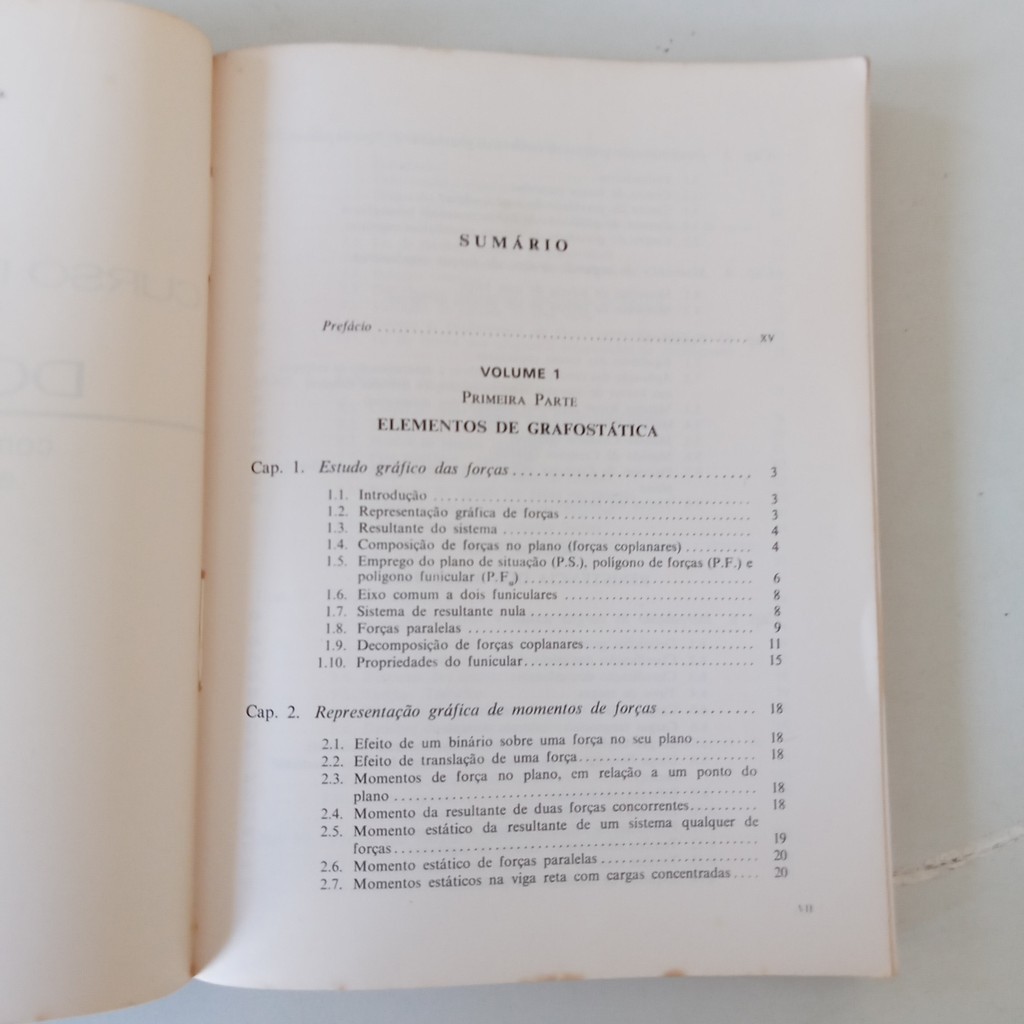 SUMÁRIO
Prefácio ........................................ XV
VOLUME 1
PRIMEIRA PARTE
ELEMENTOS DE GRAFOSTÁTICA
Cap. 1. Estudo gráfico das forças ........................... 3
1.1. Introdução ........................................ 3
1.2. Representação gráfica de forças ........................ 3
1.3. Resultante do sistema ................................ 4
1.4. Composição de forças no plano (forças coplanares) .......... 4
1.5. Emprego do plano de situação (P.S.), polígono de forças (P.F.) e
polígono funicular (P.Fu) ................................ 6
1.6. Eixo comum a dois funiculares ........................ 8
1.7. Sistema de resultante nula ............................ 8
1.8. Forças paralelas .................................... 9
1.9. Decomposição de forças coplanares ...................... 11
1.10. Propriedades do funicular ............................ 15
Cap. 2. Representação gráfica de momentos de forças ............ 18
2.1. Efeito de um binário sobre uma força no seu plano ......... 18
2.2. Efeito de translação de uma força ...................... 18
2.3. Momentos de força no plano, em relação a um ponto do
plano ............................................ 18
2.4. Momento da resultante de duas forças concorrentes .......... 18
2.5. Momento estático da resultante de um sistema qualquer de
forças ............................................ 19
2.6. Momento estático de forças paralelas .................... 20
2.7. Momentos estáticos na viga reta com cargas concentradas .... 20
VII